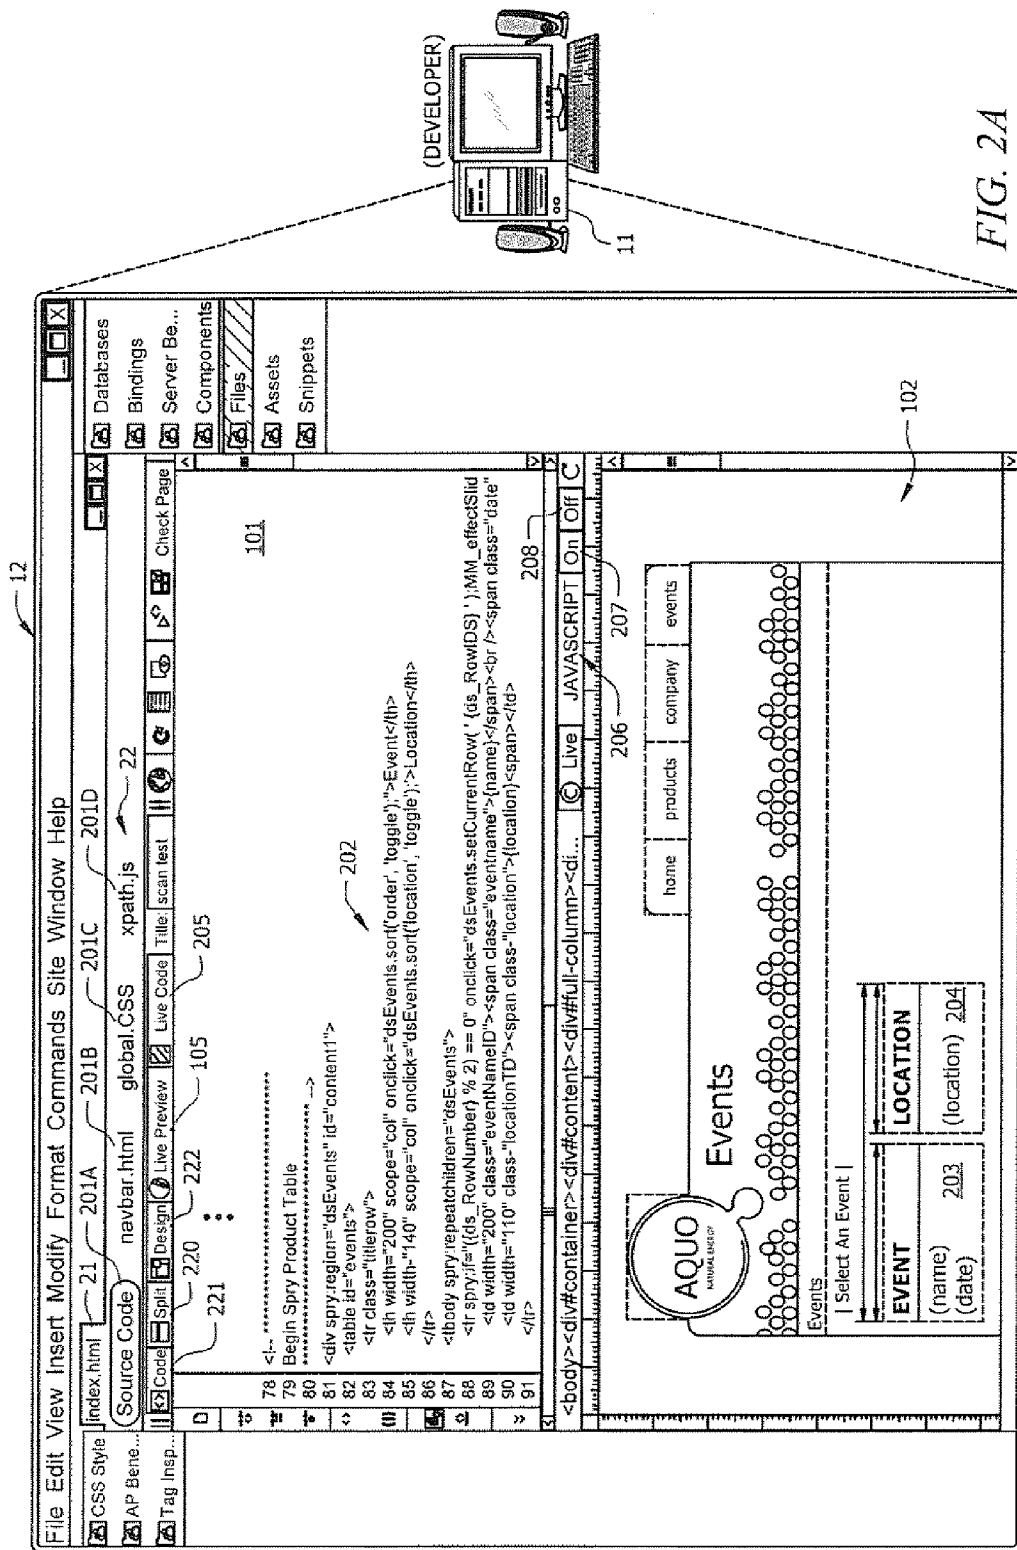 12
File Edit View Insert Modify Format Commands Site Window Help
CSS Style
AP Bene...
Tag Insp...
index.html
21
201A
201B
201C
201D
Source Code
navbar.html
global.CSS
xpath.js
22
Code
Split
Design
Live Preview
Live Code
Title:
scan test
Check Page
221
220
222
105
205
101
202
78 <!-- ****************************************
79 Begin Spry Product Table
80 **************************************** -->
81 <div spry:region="dsEvents" id="content1">
82 <table id="events">
83 <tr class="titlerow">
84 <th width="200" scope="col" onclick="dsEvents.sort('order', 'toggle');">Event</th>
85 <th width-"140" scope="col" onclick="dsEvents.sort('location', 'toggle');">Location</th>
86 </tr>
87 <tbody spry:repeatchildren="dsEvents">
88 <tr spry:if="({ds_RowNumber} % 2) == 0" onclick="dsEvents.setCurrentRow( ' {ds_RowIDS} ' );MM_effectSlid
89 <td width="200" class="eventNameID"><span class="eventname">{name}</span><br /><span class="date"
90 <td width="110" class-"locationTD"><span class-"location">{location}<span></td>
91 </tr>
<body><div#container><div#content><div#full-column><di...
Live
JAVASCRIPT
On
Off
C
206
207
208
102
home
products
company
events
AQUO
NATURAL ENERGY
Events
Events
| Select An Event |
EVENT
LOCATION
(name)
(date)
203
(location)
204
Databases
Bindings
Server Be...
Components
Files
Assets
Snippets
(DEVELOPER)
11
FIG. 2A